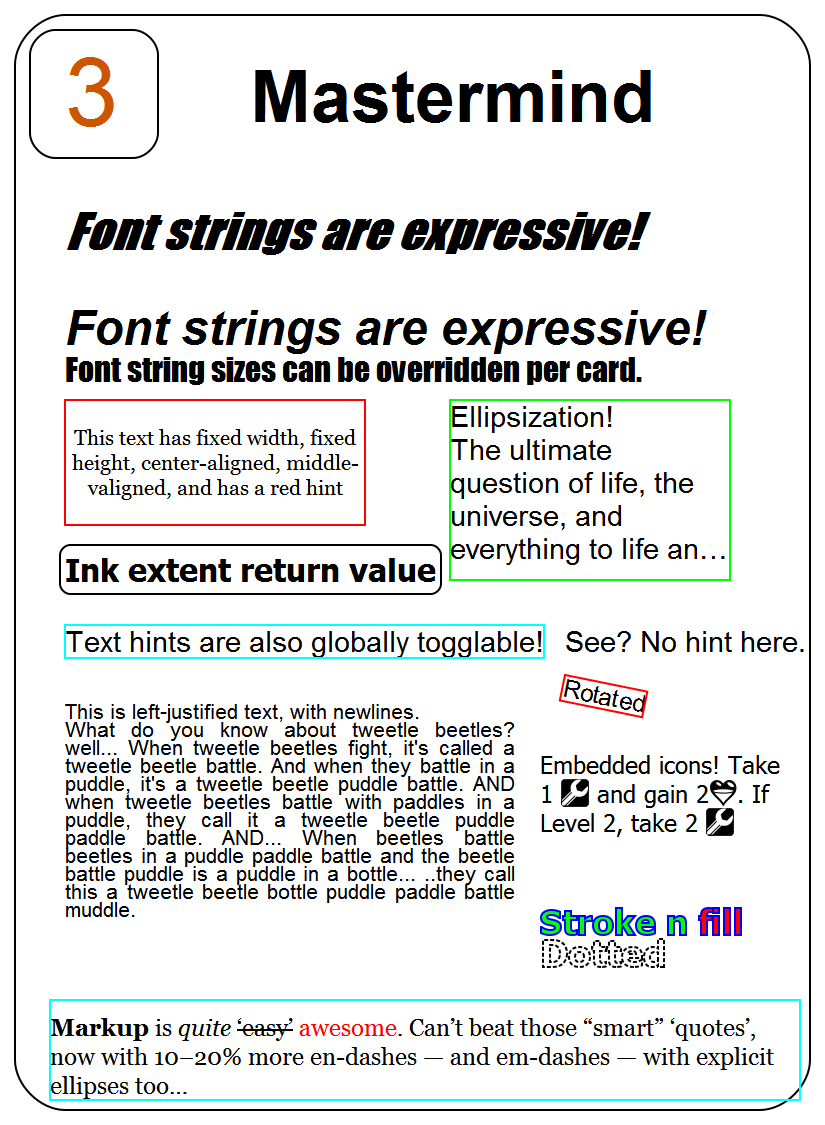 3
Mastermind
Font strings are expressive!
Font strings are expressive!
Font string sizes can be overridden per card.
This text has fixed width, fixed
height, center-aligned, middle-
valigned, and has a red hint
Ellipsization!
The ultimate
question of life, the
universe, and
everything to life an…
Ink extent return value
Text hints are also globally togglable!
See? No hint here.
Rotated
This is left-justified text, with newlines.
What do you know about tweetle beetles?
well... When tweetle beetles fight, it's called a
tweetle beetle battle. And when they battle in a
puddle, it's a tweetle beetle puddle battle. AND
when tweetle beetles battle with paddles in a
puddle, they call it a tweetle beetle puddle
paddle battle. AND... When beetles battle
beetles in a puddle paddle battle and the beetle
battle puddle is a puddle in a bottle... ..they call
this a tweetle beetle bottle puddle paddle battle
muddle.
Embedded icons! Take
1 and gain 2. If
Level 2, take 2
Stroke n fill
Dotted
Markup is quite ‘easy’ awesome. Can’t beat those “smart” ‘quotes’,
now with 10–20% more en-dashes — and em-dashes — with explicit
ellipses too…